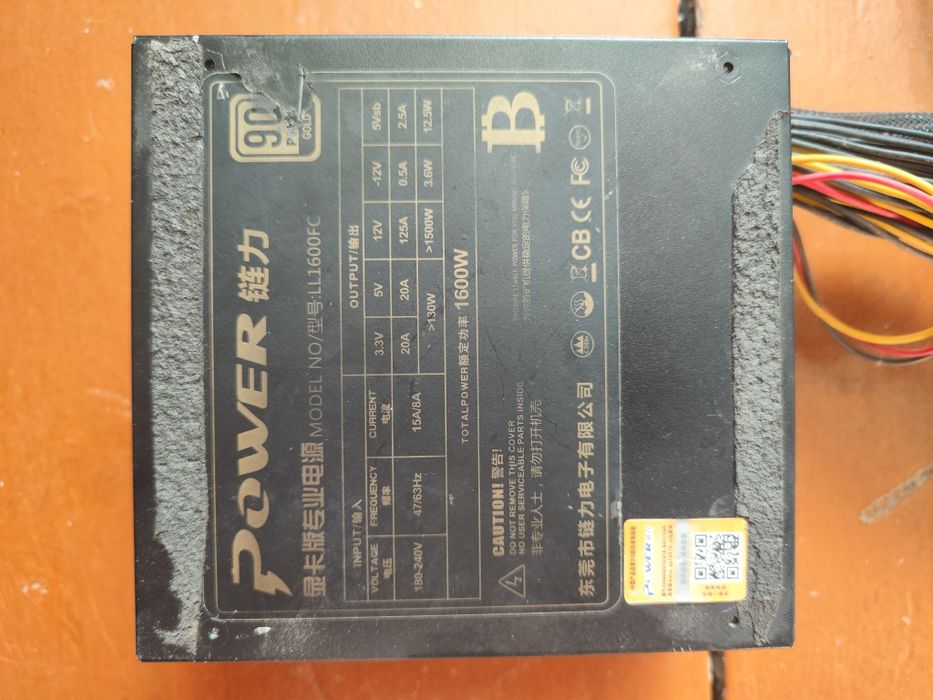 POWER 链力
90
GOLD
显卡版专业电源 MODEL NO/型号:LL1600FC
INPUT/输入 OUTPUT/输出
VOLTAGE 电压 FREQUENCY 频率 CURRENT 电流 3.3V 5V 12V -12V 5Vsb
180-240V 47/63Hz 15A/8A 20A 20A 125A 0.5A 2.5A
>130W >1500W 3.6W 12.5W
TOTALPOWER额定功率 1600W
CAUTION! 警告!
DO NOT REMOVE THIS COVER
NO USER SERVICEABLE PARTS INSIDE
非专业人士，请勿打开机壳
东莞市链力电子有限公司
CB CE FC
POWER